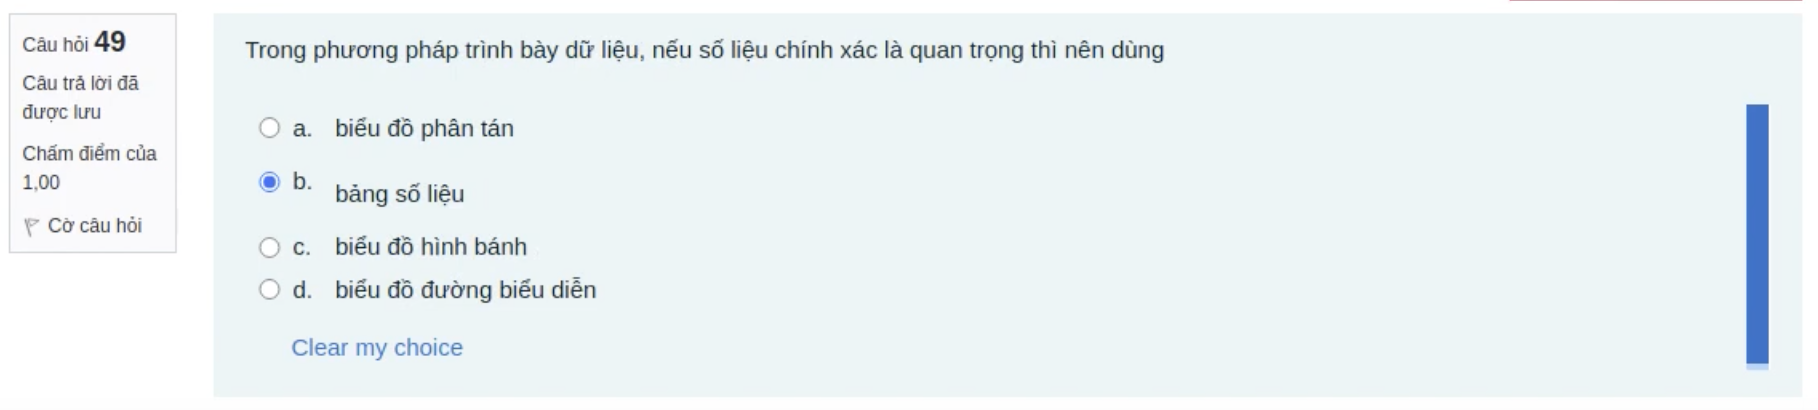 Câu hỏi 49
Câu trả lời đã
được lưu
Chấm điểm của
1,00
Cờ câu hỏi
Trong phương pháp trình bày dữ liệu, nếu số liệu chính xác là quan trọng thì nên dùng
a. biểu đồ phân tán
b. bảng số liệu
c. biểu đồ hình bánh
d. biểu đồ đường biểu diễn
Clear my choice